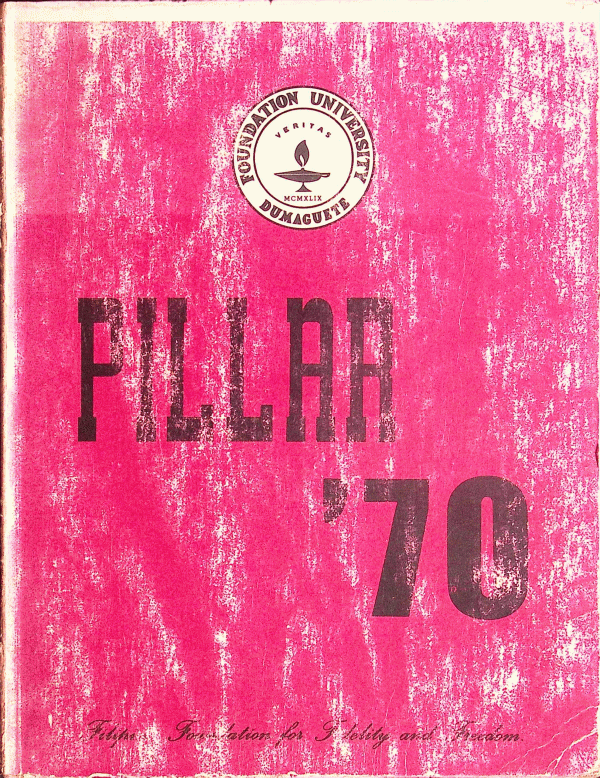 FOUNDATION UNIVERSITY
VERITAS
MCMXLIX
DUMAGUETE
PILLAR
'70
Foundation for Fidelity and Freedom.